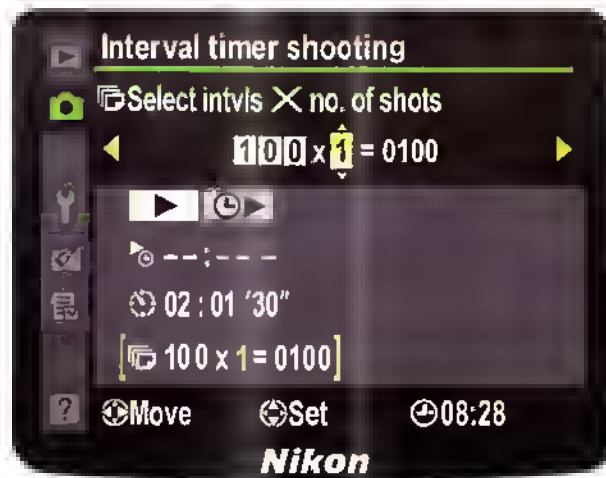 Interval timer shooting
Select intvls X no. of shots
100 x 1 = 0100
--:---
02 : 01 '30"
[100 x 1 = 0100]
? Move Set 08:28
Nikon